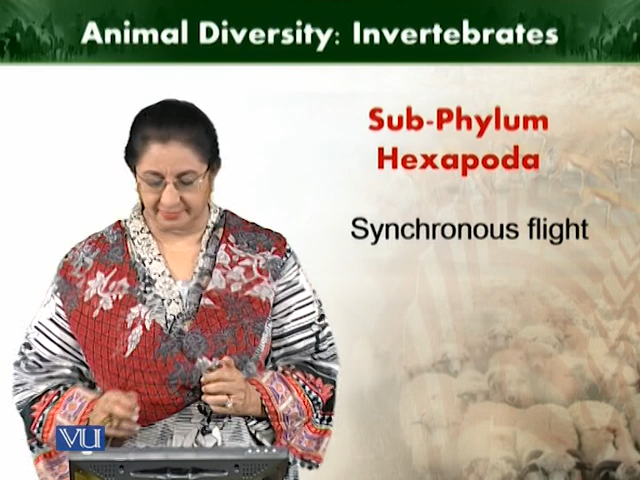 Animal Diversity: Invertebrates
Sub-Phylum
Hexapoda
Synchronous flight
VU